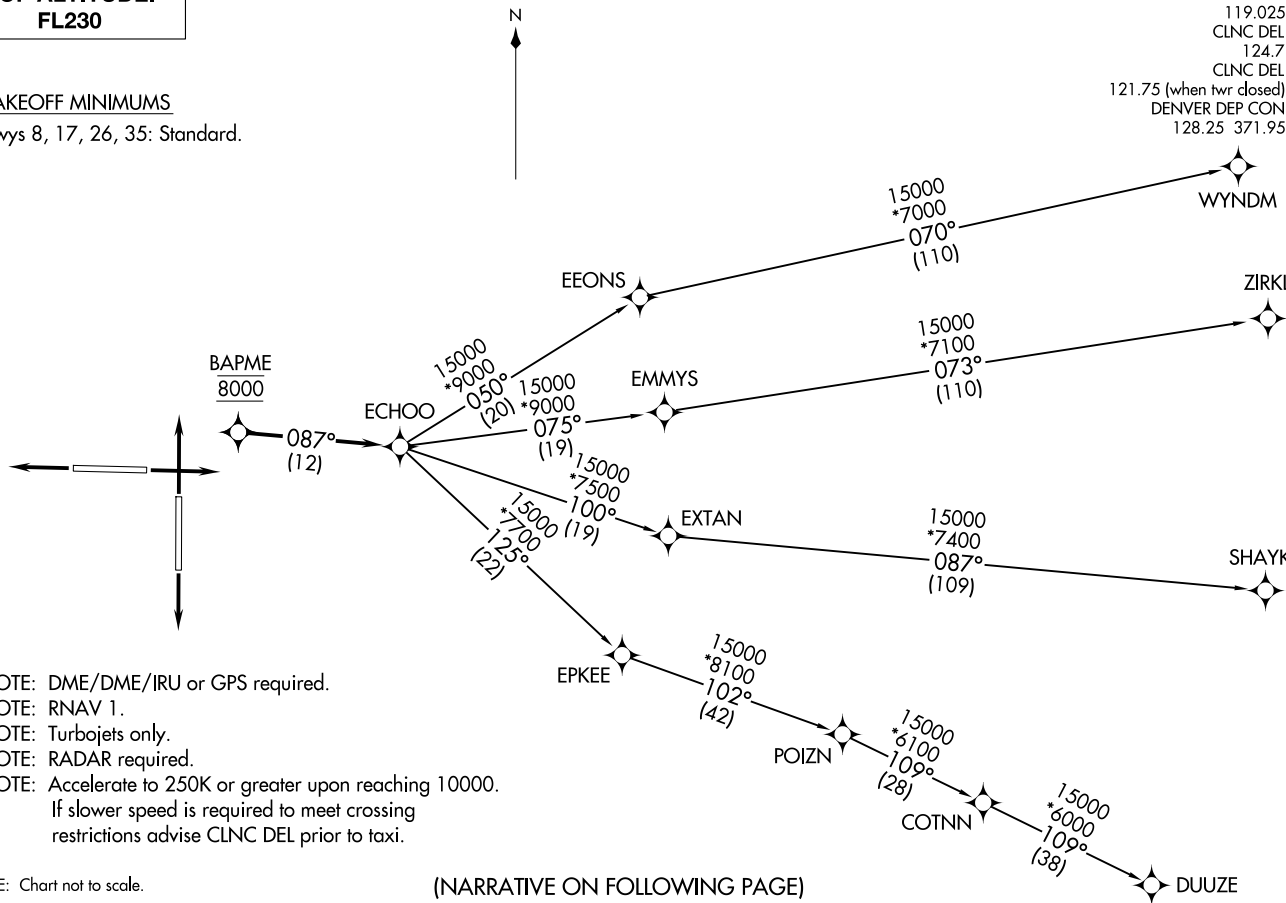 FL230
N
119.025
CLNC DEL
124.7
CLNC DEL
121.75 (when twr closed)
DENVER DEP CON
128.25 371.95
AKEOFF MINIMUMS
wys 8, 17, 26, 35: Standard.
WYNDM
15000
*7000
070°
(110)
EEONS
ZIRKL
15000
*7100
073°
(110)
15000
*9000
050°
(20)
BAPME
8000
EMMYS
15000
*9000
075°
(19)
ECHOO
087°
(12)
15000
*7500
100°
(19)
EXTAN
15000
*7700
125°
(22)
15000
*7400
087°
(109)
SHAYK
EPKEE
15000
*8100
102°
(42)
POIZN
15000
*6100
109°
(28)
COTNN
15000
*6000
109°
(38)
DUUZE
OTE: DME/DME/IRU or GPS required.
OTE: RNAV 1.
OTE: Turbojets only.
OTE: RADAR required.
OTE: Accelerate to 250K or greater upon reaching 10000.
If slower speed is required to meet crossing
restrictions advise CLNC DEL prior to taxi.
E: Chart not to scale.
(NARRATIVE ON FOLLOWING PAGE)